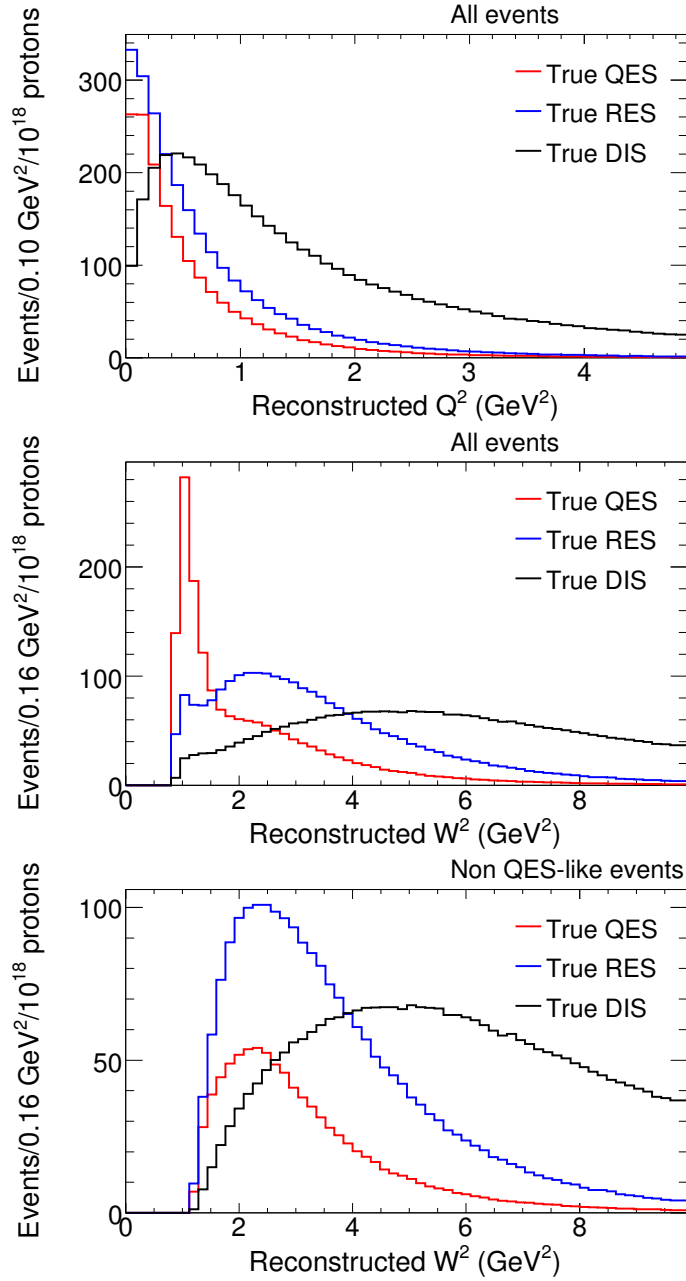 All events
Events/0.10 GeV²/10¹⁸ protons
300
200
100
0
True QES
True RES
True DIS
0 2 4
Reconstructed Q² (GeV²)
All events
Events/0.16 GeV²/10¹⁸ protons
200
100
0
True QES
True RES
True DIS
0 2 4 6 8
Reconstructed W² (GeV²)
Non QES-like events
Events/0.16 GeV²/10¹⁸ protons
100
50
0
True QES
True RES
True DIS
0 2 4 6 8
Reconstructed W² (GeV²)